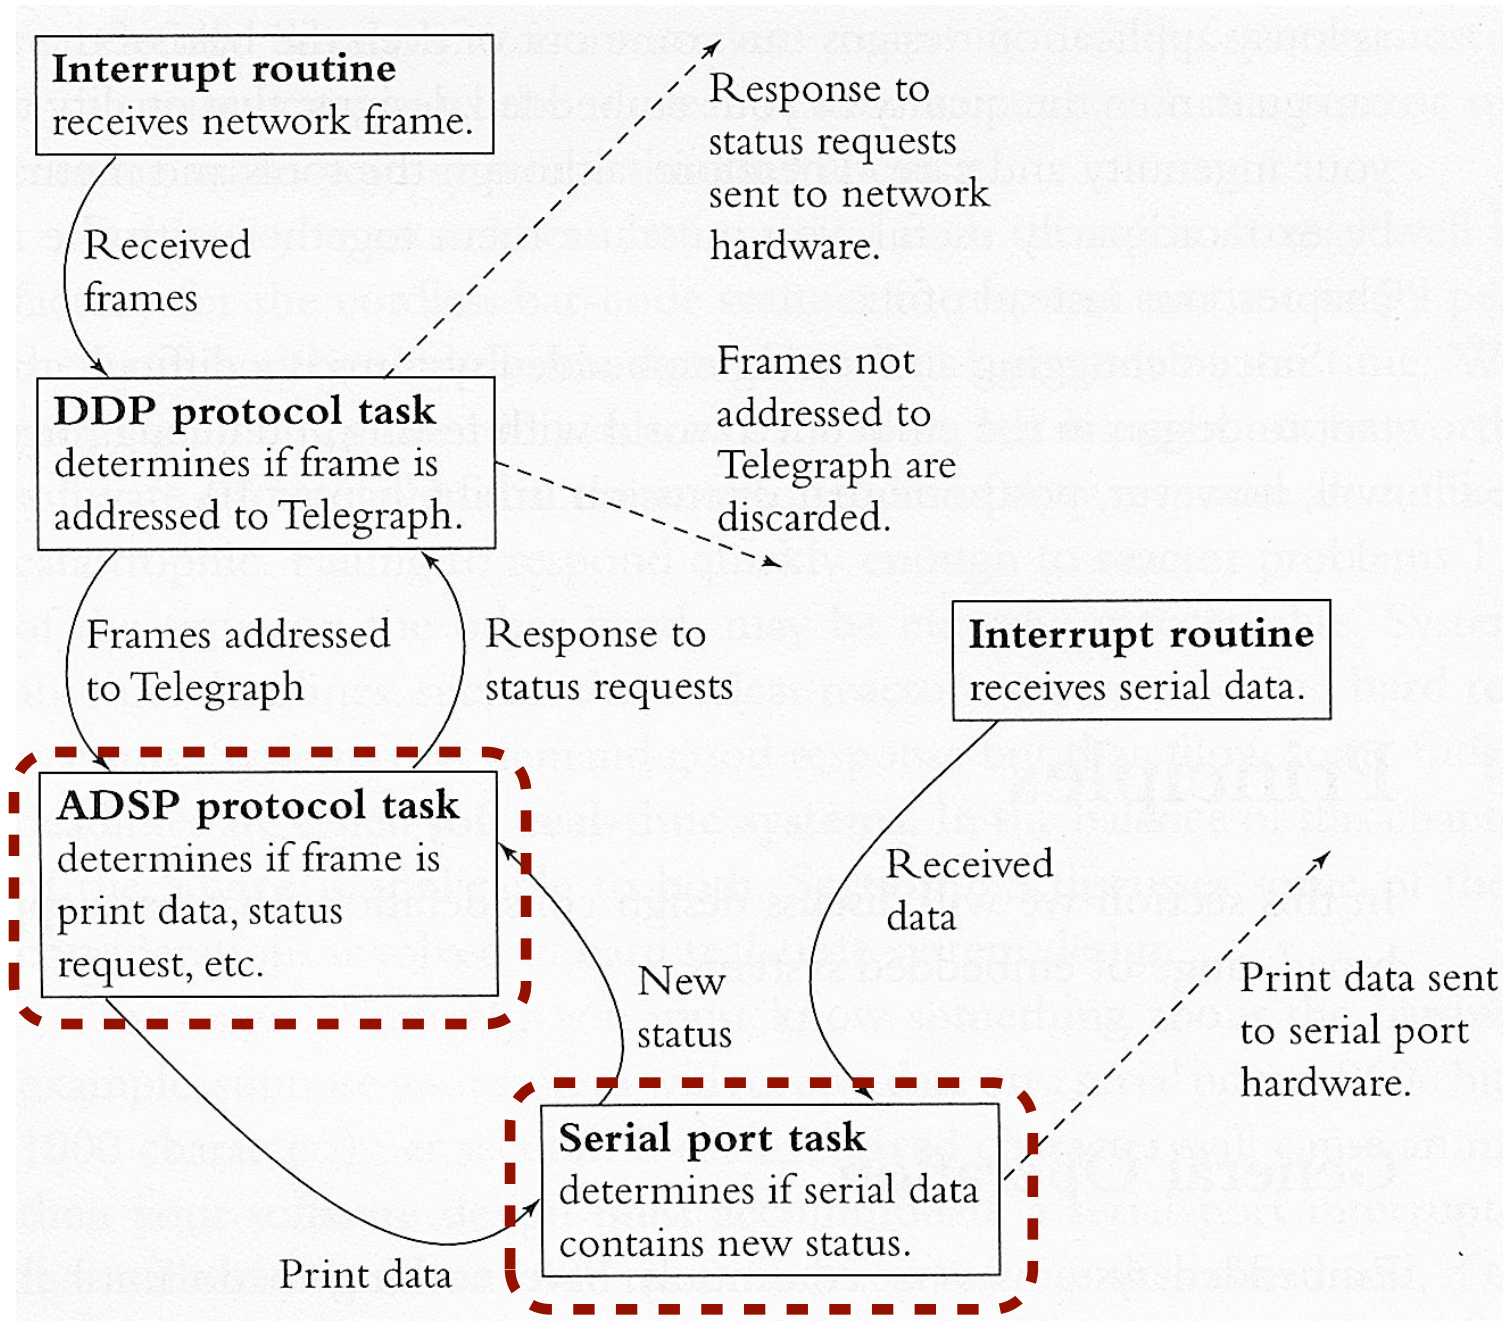 Interrupt routine
receives network frame.
Received
frames
Response to
status requests
sent to network
hardware.
DDP protocol task
determines if frame is
addressed to Telegraph.
Frames not
addressed to
Telegraph are
discarded.
Frames addressed
to Telegraph
Response to
status requests
Interrupt routine
receives serial data.
ADSP protocol task
determines if frame is
print data, status
request, etc.
Received
data
New
status
Print data sent
to serial port
hardware.
Serial port task
determines if serial data
contains new status.
Print data